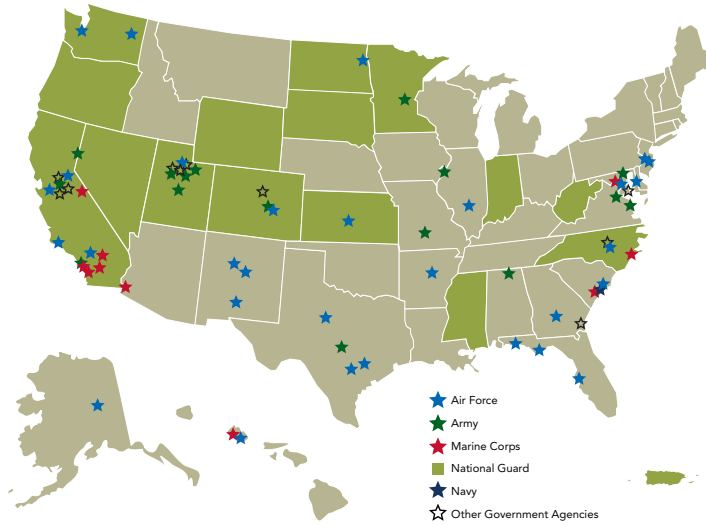 Air Force
Army
Marine Corps
National Guard
Navy
Other Government Agencies